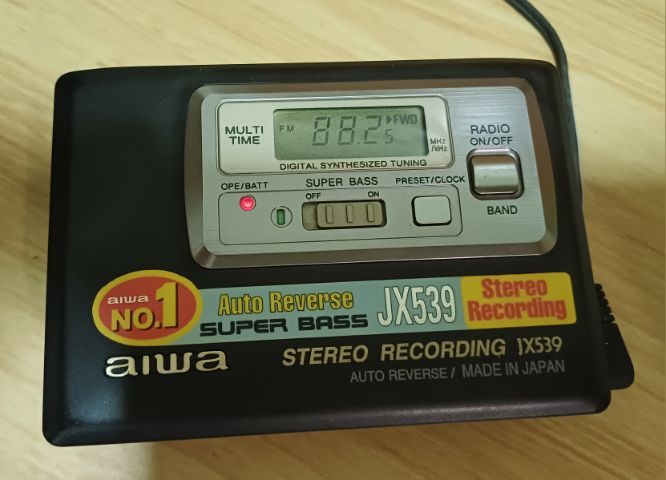 MULTI
TIME
FM 88.25 ▶FWD
MHz
/kHz
DIGITAL SYNTHESIZED TUNING
RADIO
ON/OFF
BAND
OPE/BATT
SUPER BASS
OFF ON
PRESET/CLOCK
aiwa
NO.1
Auto Reverse
SUPER BASS
JX539
Stereo
Recording
aiwa
STEREO RECORDING JX539
AUTO REVERSE / MADE IN JAPAN